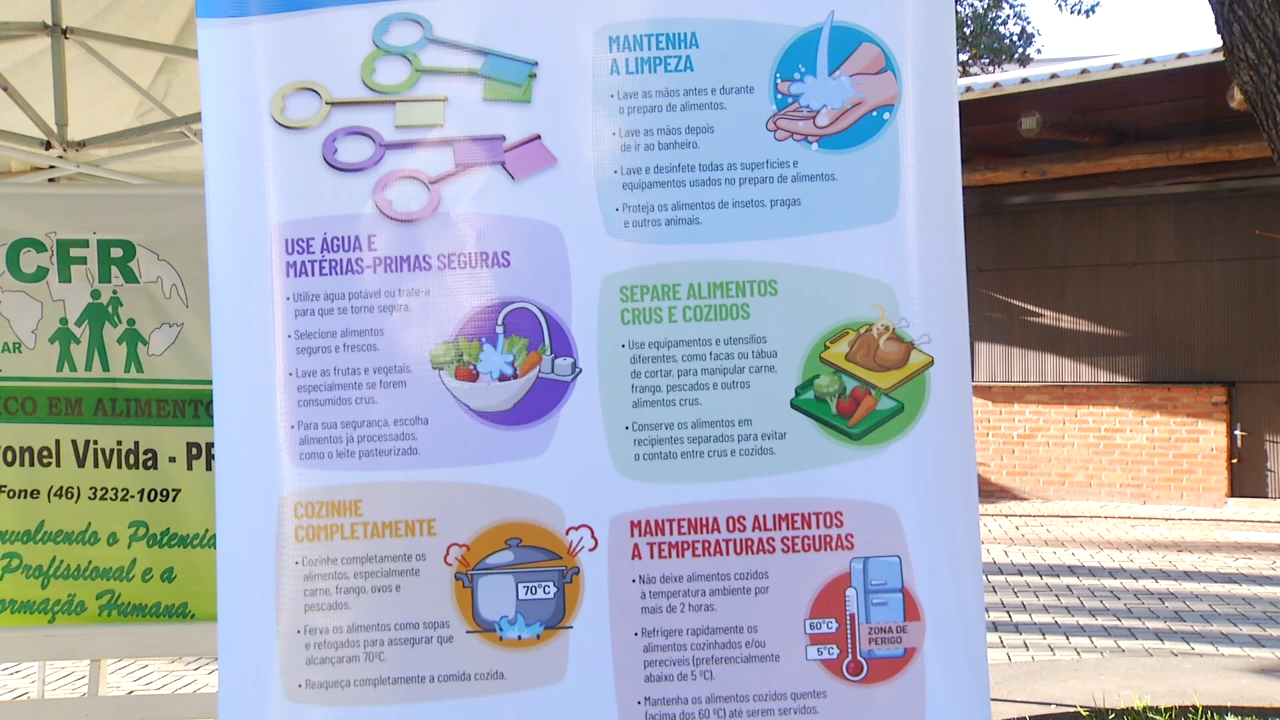 MANTENHA
A LIMPEZA
• Lave as mãos antes e durante
o preparo de alimentos.
• Lave as mãos depois
de ir ao banheiro.
• Lave e desinfete todas as superfícies e
equipamentos usados no preparo de alimentos.
• Proteja os alimentos de insetos, pragas
e outros animais.
USE ÁGUA E
MATÉRIAS-PRIMAS SEGURAS
• Utilize água potável ou trate-a
para que se torne segura.
• Selecione alimentos
seguros e frescos.
• Lave as frutas e vegetais,
especialmente se forem
consumidos crus.
• Para sua segurança, escolha
alimentos já processados,
como o leite pasteurizado.
SEPARE ALIMENTOS
CRUS E COZIDOS
• Use equipamentos e utensílios
diferentes, como facas ou tábua
de cortar, para manipular carne,
frango, pescados e outros
alimentos crus.
• Conserve os alimentos em
recipientes separados para evitar
o contato entre crus e cozidos.
COZINHE
COMPLETAMENTE
• Cozinhe completamente os
alimentos, especialmente
carne, frango, ovos e
pescados.
• Ferva os alimentos como sopas
e refogados para assegurar que
alcançaram 70ºC.
• Reaqueça completamente a comida cozida.
70°C
MANTENHA OS ALIMENTOS
A TEMPERATURAS SEGURAS
• Não deixe alimentos cozidos
à temperatura ambiente por
mais de 2 horas.
• Refrigere rapidamente os
alimentos cozinhados e/ou
perecíveis (preferencialmente
abaixo de 5 ºC).
• Mantenha os alimentos cozidos quentes
(acima dos 60 ºC) até serem servidos.
60°C
5°C
ZONA DE
PERIGO
CFR
AR
ICO EM ALIMENTO
onel Vivida - PR
Fone (46) 3232-1097
nvolvendo o Potencia
Profissional e a
ormação Humana.